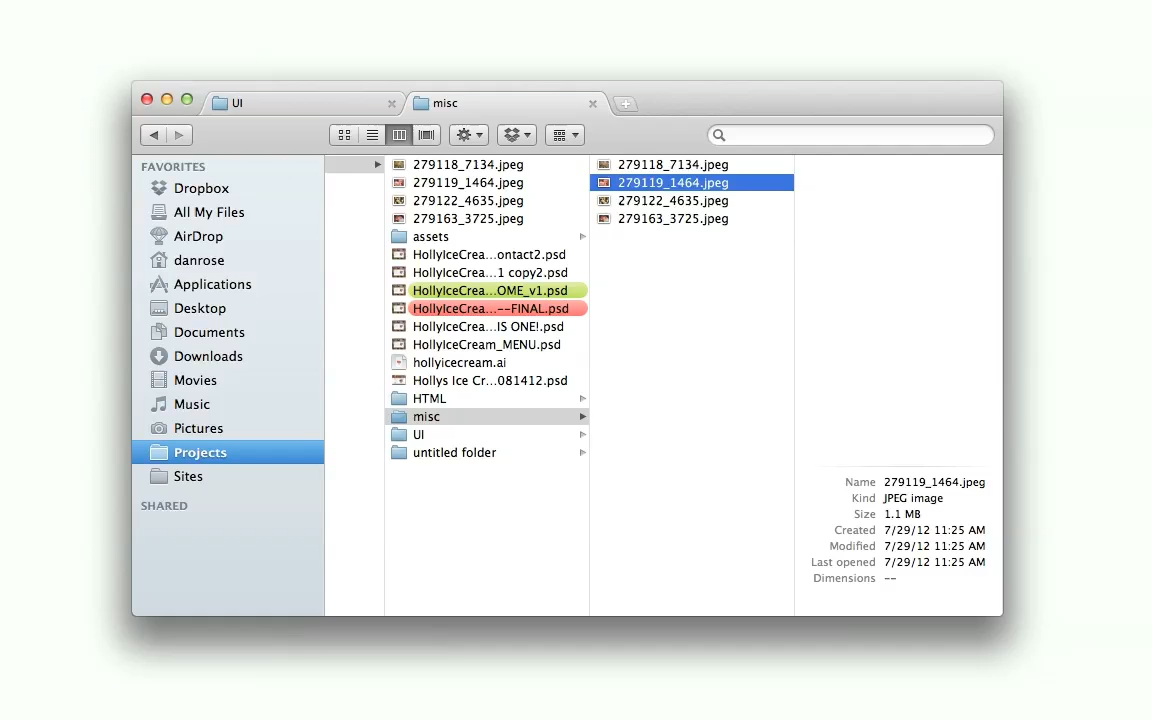 UI
misc
FAVORITES
Dropbox
All My Files
AirDrop
danrose
Applications
Desktop
Documents
Downloads
Movies
Music
Pictures
Projects
Sites
SHARED
279118_7134.jpeg
279119_1464.jpeg
279122_4635.jpeg
279163_3725.jpeg
assets
HollyIceCrea...ontact2.psd
HollyIceCrea...1 copy2.psd
HollyIceCrea...OME_v1.psd
HollyIceCrea...--FINAL.psd
HollyIceCrea...IS ONE!.psd
HollyIceCream_MENU.psd
hollyicecream.ai
Hollys Ice Cr...081412.psd
HTML
misc
UI
untitled folder
279118_7134.jpeg
279119_1464.jpeg
279122_4635.jpeg
279163_3725.jpeg
Name 279119_1464.jpeg
Kind JPEG image
Size 1.1 MB
Created 7/29/12 11:25 AM
Modified 7/29/12 11:25 AM
Last opened 7/29/12 11:25 AM
Dimensions --